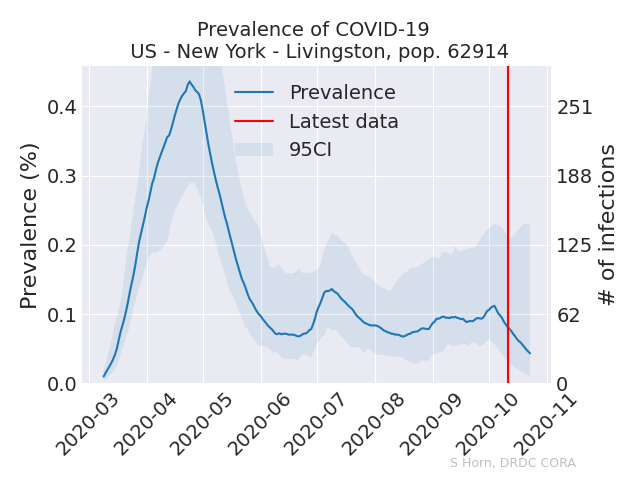 Prevalence of COVID-19
US - New York - Livingston, pop. 62914
Prevalence
Latest data
95CI
Prevalence (%)
0.4
0.3
0.2
0.1
0.0
251
188
125
62
0
# of infections
2020-03
2020-04
2020-05
2020-06
2020-07
2020-08
2020-09
2020-10
2020-11
S Horn, DRDC CORA